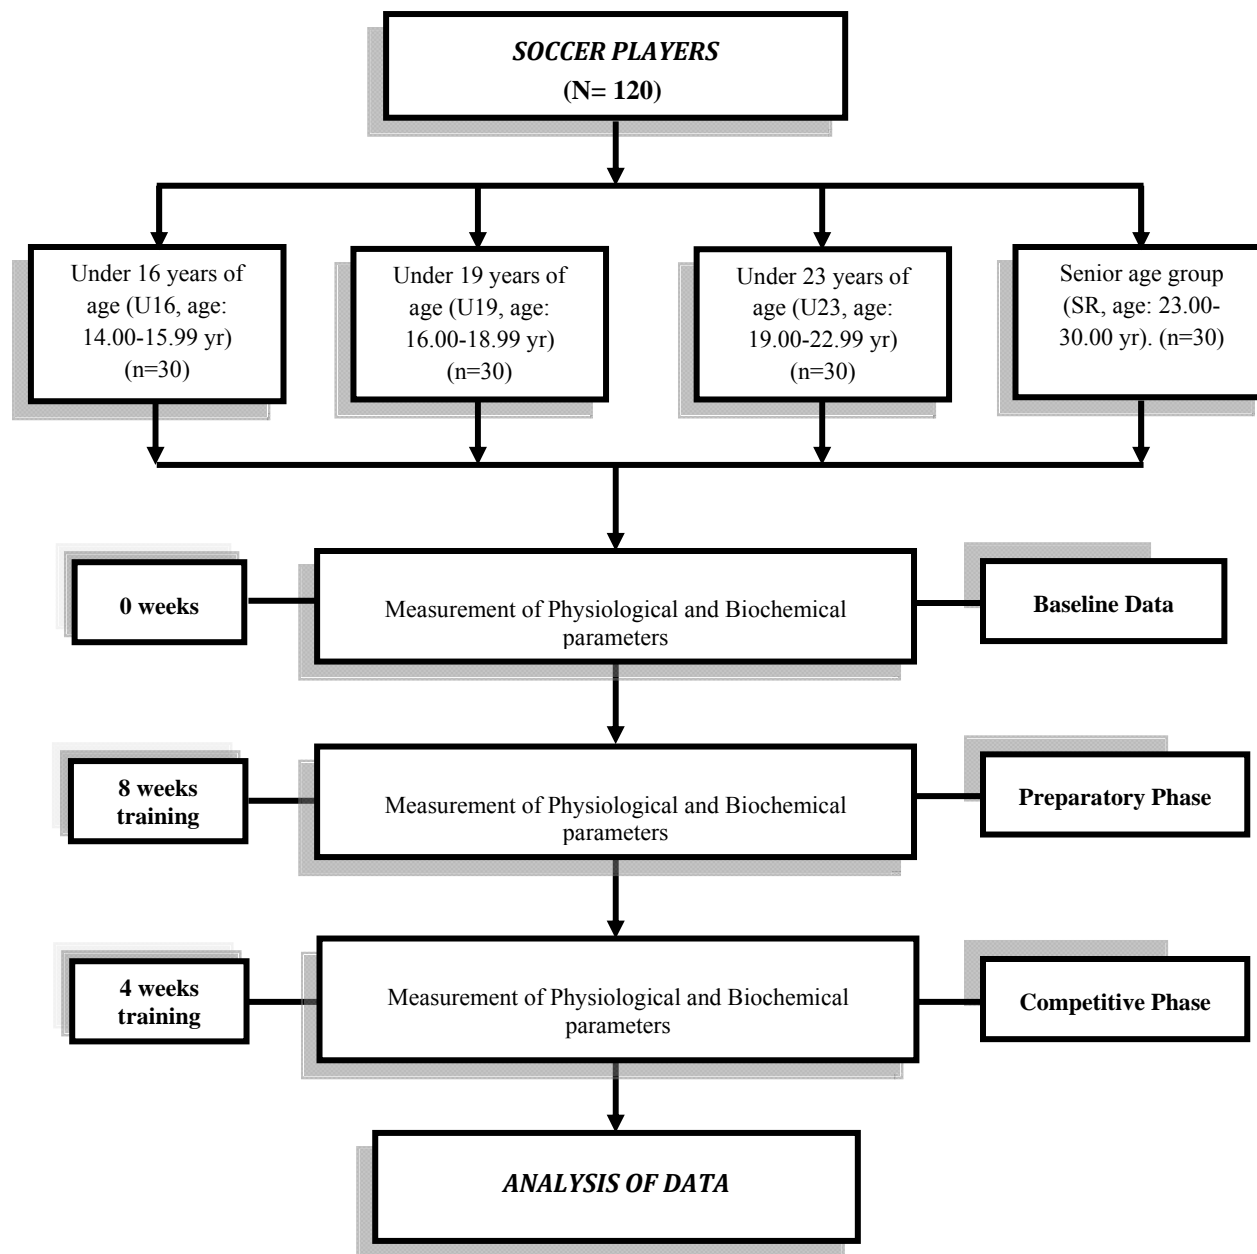 SOCCER PLAYERS
(N= 120)
Under 16 years of
age (U16, age:
14.00-15.99 yr)
(n=30)
Under 19 years of
age (U19, age:
16.00-18.99 yr)
(n=30)
Under 23 years of
age (U23, age:
19.00-22.99 yr)
(n=30)
Senior age group
(SR, age: 23.00-
30.00 yr). (n=30)
0 weeks
Measurement of Physiological and Biochemical
parameters
Baseline Data
8 weeks
training
Measurement of Physiological and Biochemical
parameters
Preparatory Phase
4 weeks
training
Measurement of Physiological and Biochemical
parameters
Competitive Phase
ANALYSIS OF DATA